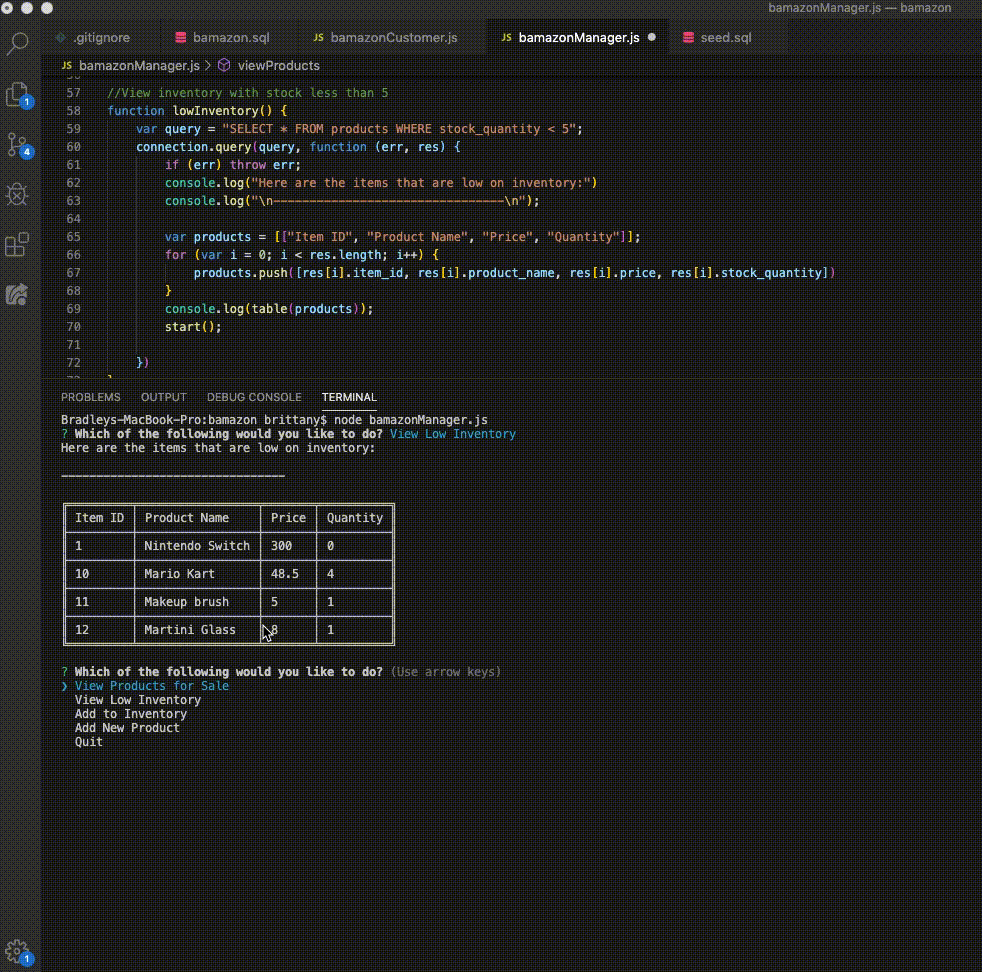 bamazonManager.js — bamazon
.gitignore bamazon.sql JS bamazonCustomer.js JS bamazonManager.js seed.sql
JS bamazonManager.js > viewProducts
57 //View inventory with stock less than 5
58 function lowInventory() {
59 var query = "SELECT * FROM products WHERE stock_quantity < 5";
60 connection.query(query, function (err, res) {
61 if (err) throw err;
62 console.log("Here are the items that are low on inventory:")
63 console.log("\n--------------------------------\n");
64
65 var products = [["Item ID", "Product Name", "Price", "Quantity"]];
66 for (var i = 0; i < res.length; i++) {
67 products.push([res[i].item_id, res[i].product_name, res[i].price, res[i].stock_quantity])
68 }
69 console.log(table(products));
70 start();
71
72 })
1
4
PROBLEMS OUTPUT DEBUG CONSOLE TERMINAL
Bradleys-MacBook-Pro:bamazon brittany$ node bamazonManager.js
? Which of the following would you like to do? View Low Inventory
Here are the items that are low on inventory:
--------------------------------
Item ID Product Name Price Quantity
1 Nintendo Switch 300 0
10 Mario Kart 48.5 4
11 Makeup brush 5 1
12 Martini Glass 8 1
? Which of the following would you like to do? (Use arrow keys)
❯ View Products for Sale
View Low Inventory
Add to Inventory
Add New Product
Quit
1